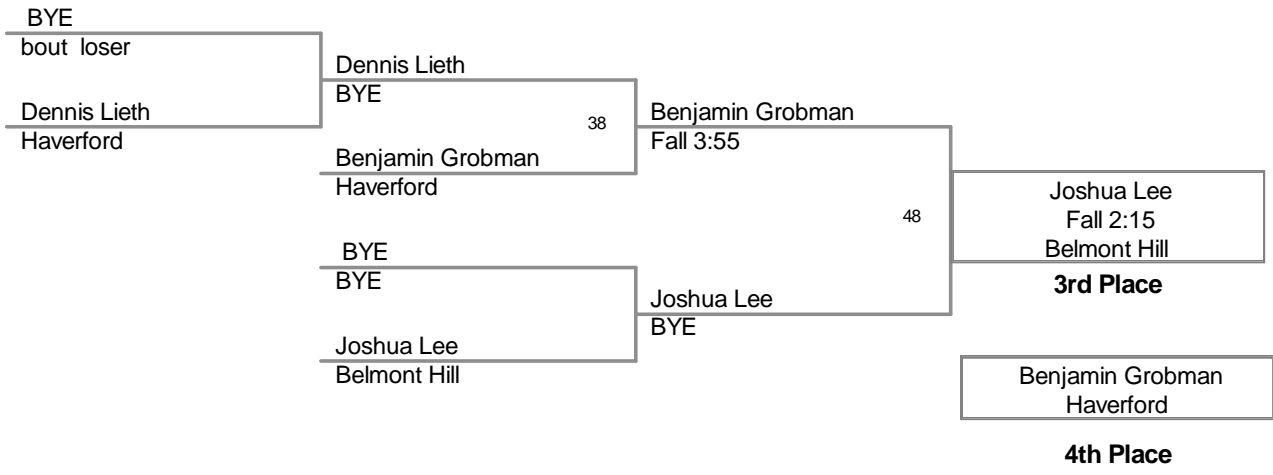 BYE
bout loser
Dennis Lieth
Haverford
Dennis Lieth
BYE
38
Benjamin Grobman
Haverford
BYE
BYE
Joshua Lee
Belmont Hill
Benjamin Grobman
Fall 3:55
48
Joshua Lee
BYE
Joshua Lee
Fall 2:15
Belmont Hill
3rd Place
Benjamin Grobman
Haverford
4th Place